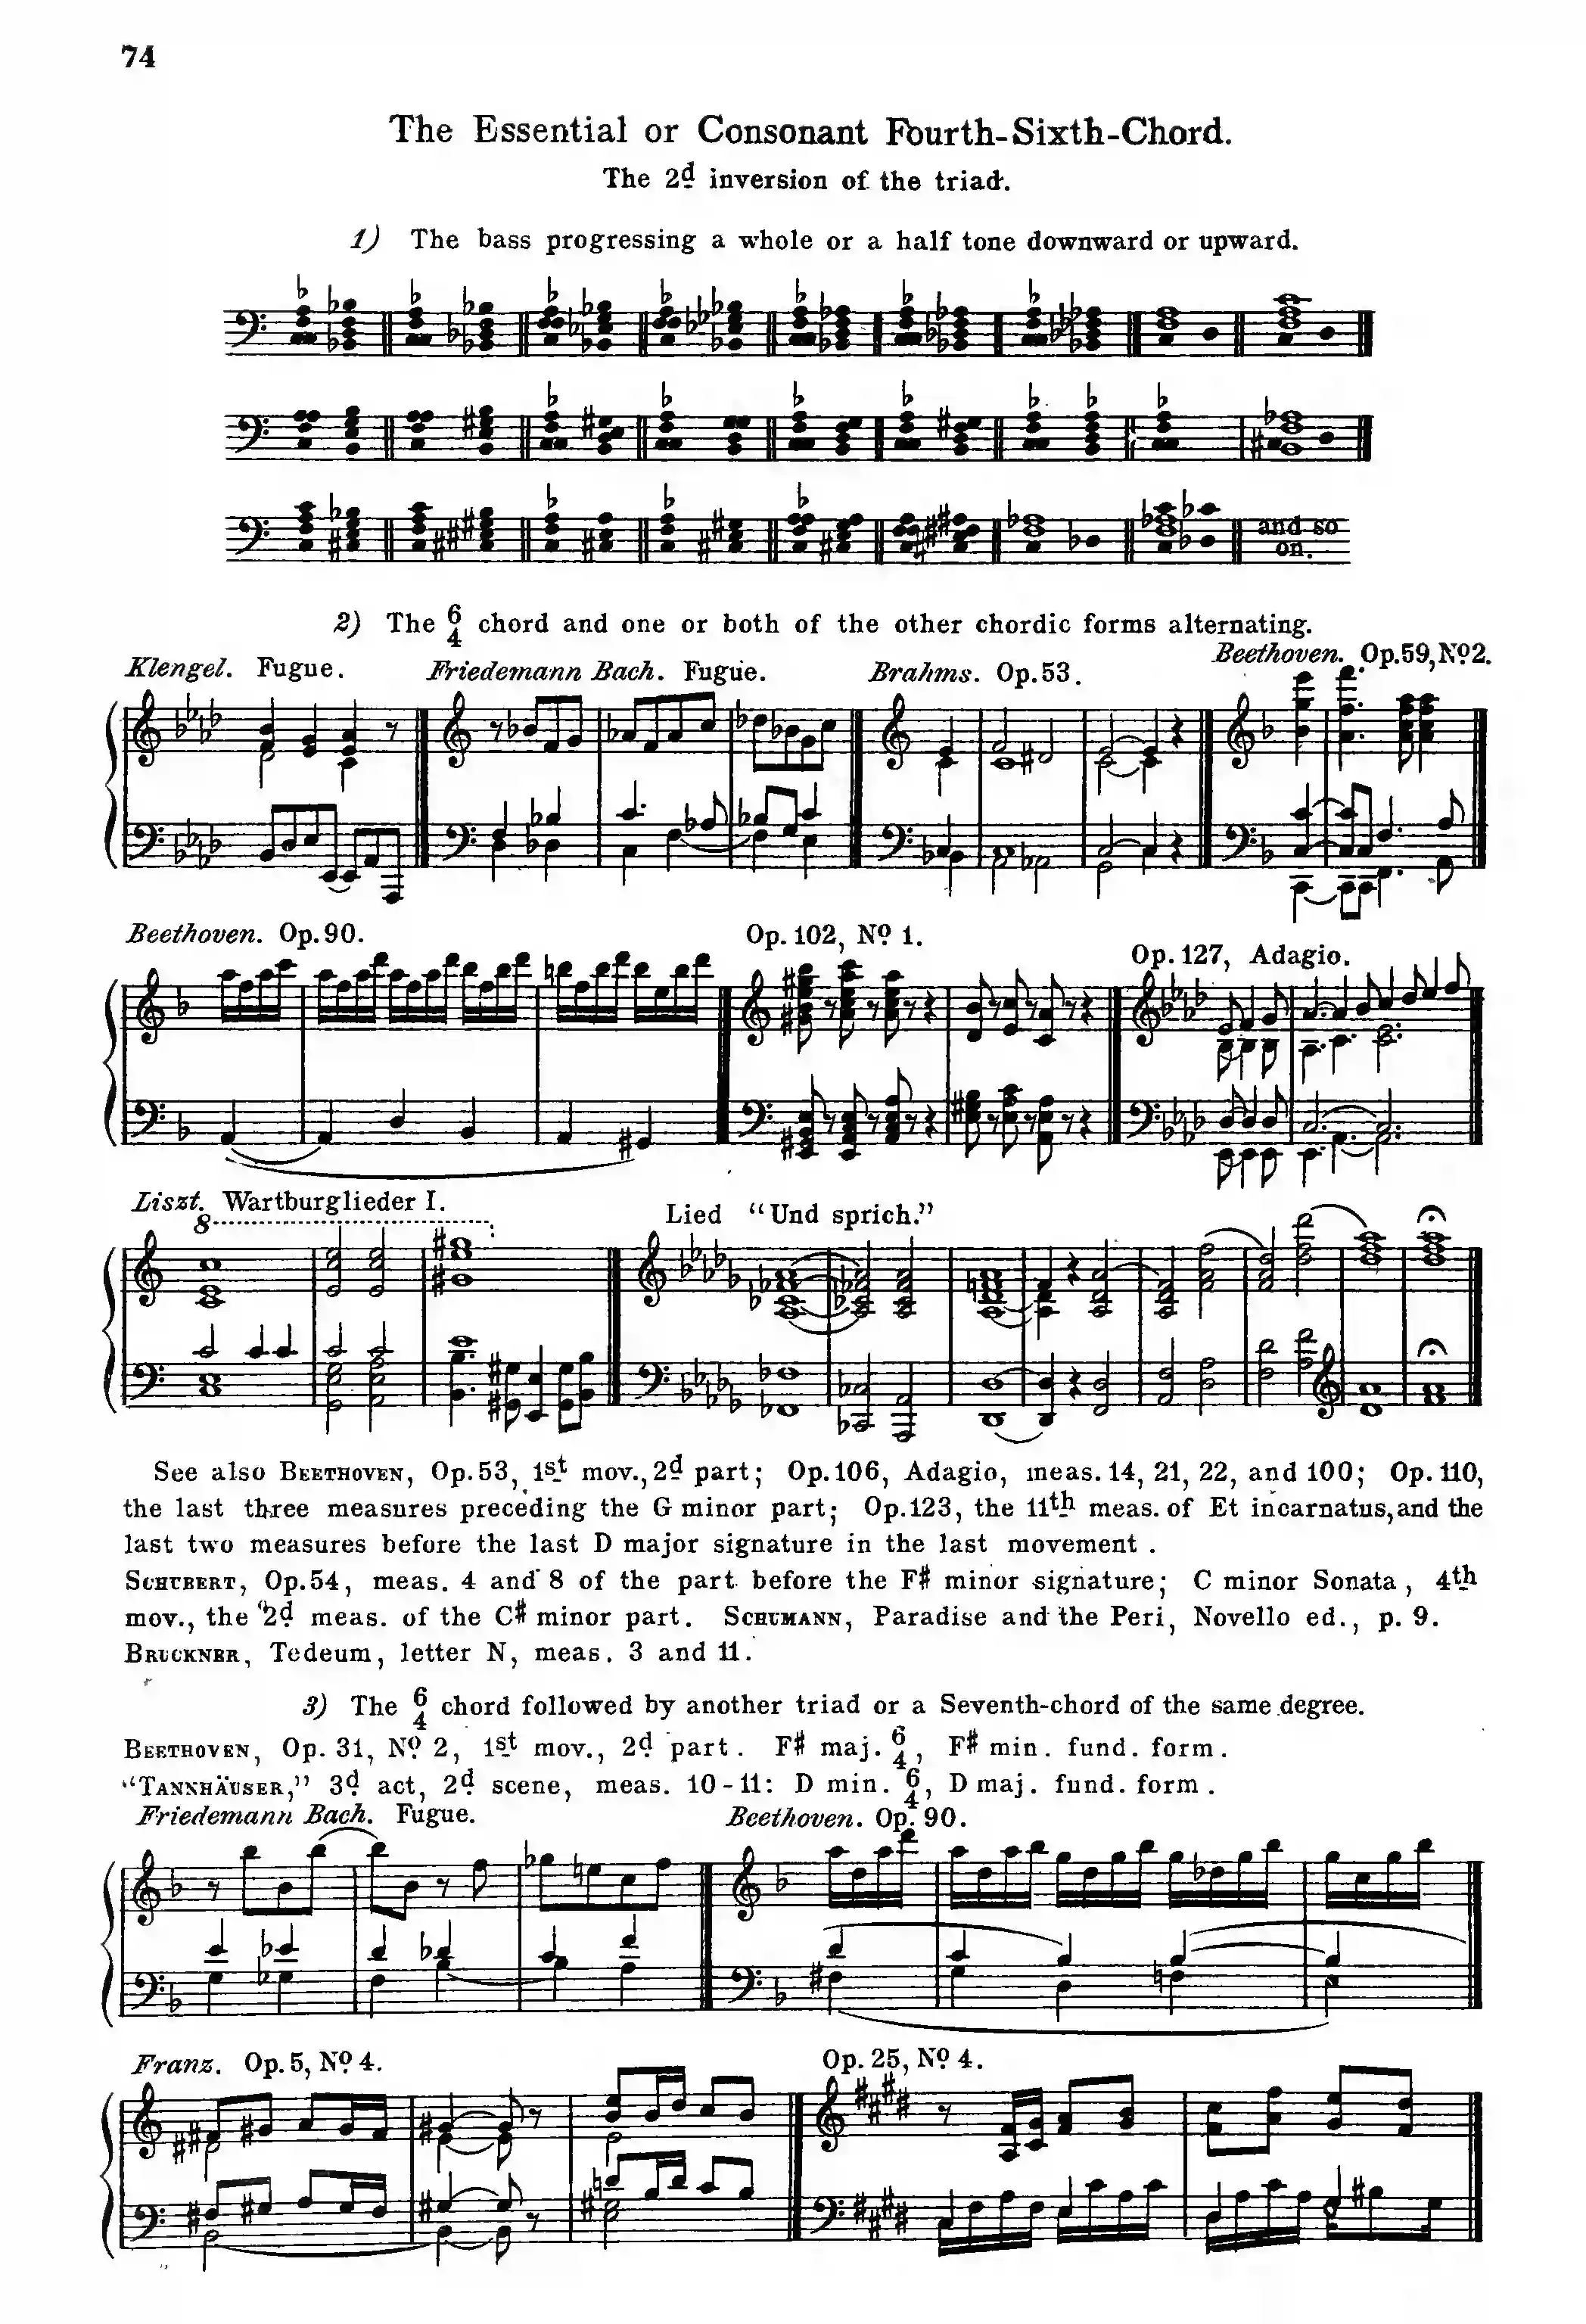 74
The Essential or Consonant Fourth-Sixth-Chord.
The 2d inversion of the triad.
1) The bass progressing a whole or a half tone downward or upward.
and so
on.
2) The 6/4 chord and one or both of the other chordic forms alternating.
Klengel. Fugue. Friedemann Bach. Fugue. Brahms. Op.53. Beethoven. Op.59, No 2.
Beethoven. Op.90. Op. 102, No 1. Op.127, Adagio.
Liszt. Wartburglieder I. Lied "Und sprich."
8
See also BEETHOVEN, Op.53, 1st mov., 2d part; Op.106, Adagio, meas. 14, 21, 22, and 100; Op. 110,
the last three measures preceding the G minor part; Op.123, the 11th meas. of Et incarnatus, and the
last two measures before the last D major signature in the last movement .
SCHUBERT, Op.54, meas. 4 and 8 of the part before the F# minor signature; C minor Sonata, 4th
mov., the 2d meas. of the C# minor part. SCHUMANN, Paradise and the Peri, Novello ed., p. 9.
BRUCKNER, Tedeum, letter N, meas. 3 and 11.
3) The 6/4 chord followed by another triad or a Seventh-chord of the same degree.
BEETHOVEN, Op. 31, No 2, 1st mov., 2d part. F# maj. 6/4, F# min. fund. form.
"TANNHÄUSER," 3d act, 2d scene, meas. 10-11: D min. 6/4, D maj. fund. form .
Friedemann Bach. Fugue. Beethoven. Op. 90.
Franz. Op. 5, No 4. Op. 25, No 4.